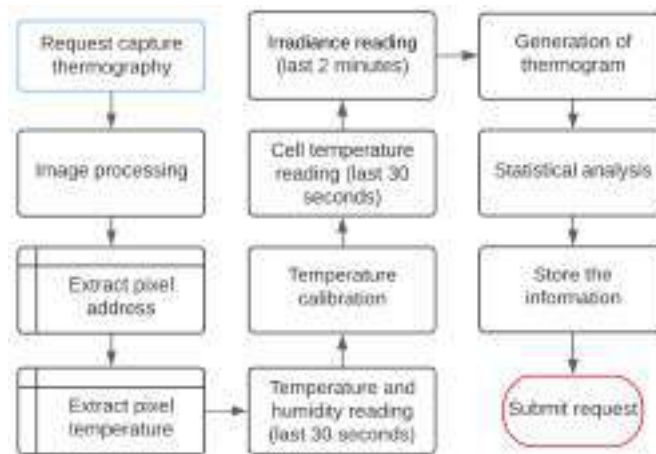 Request capture
thermography
Image processing
Extract pixel
address
Extract pixel
temperature
Temperature and
humidity reading
(last 30 seconds)
Temperature
calibration
Cell temperature
reading (last 30
seconds)
Irradiance reading
(last 2 minutes)
Generation of
thermogram
Statistical analysis
Store the
information
Submit request